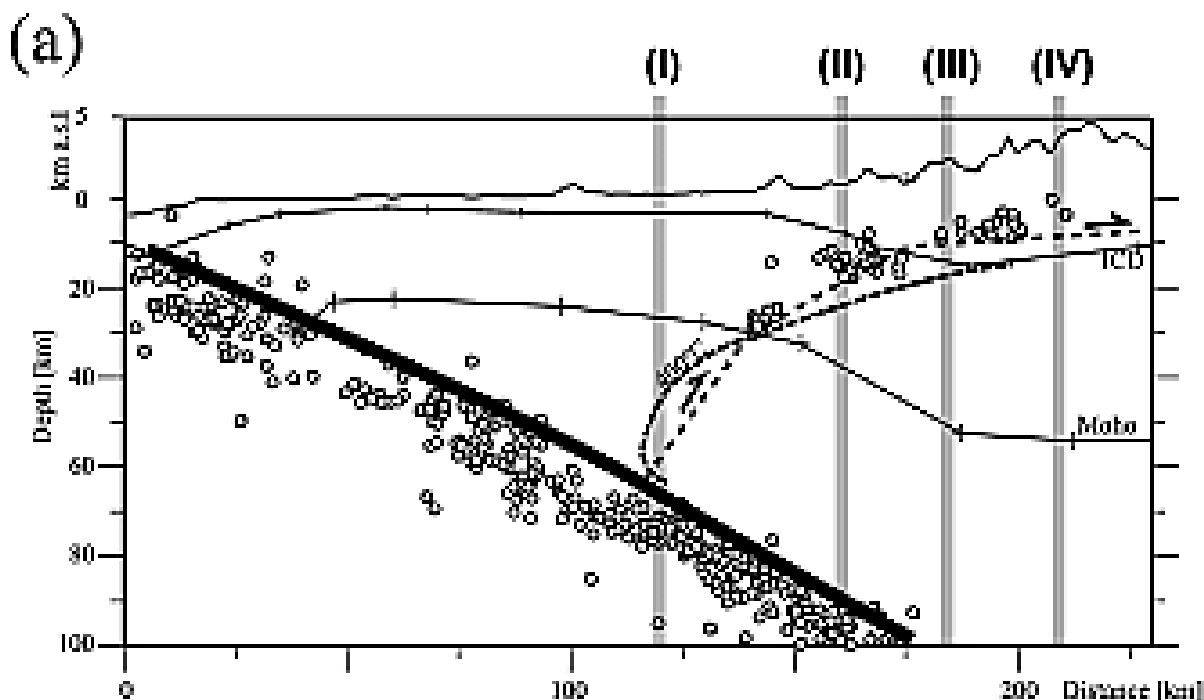 (a)
(I) (II) (III) (IV)
km a.s.l
5
0
20
40
60
80
100
Depth [km]
ICD
Moho
0 100 200 Distance [km]